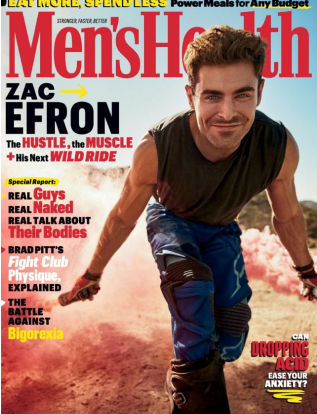 EAT MORE, SPEND LESS Power Meals for Any Budget
STRONGER, FASTER, BETTER
Men'sHealth
ZAC
EFRON
The HUSTLE, the MUSCLE
+ His Next WILD RIDE
Special Report:
REAL Guys
REAL Naked
REAL TALK ABOUT
Their Bodies
BRAD PITT'S
Fight Club
Physique,
EXPLAINED
THE
BATTLE
AGAINST
Bigorexia
CAN
DROPPING
ACID
EASE YOUR
ANXIETY?